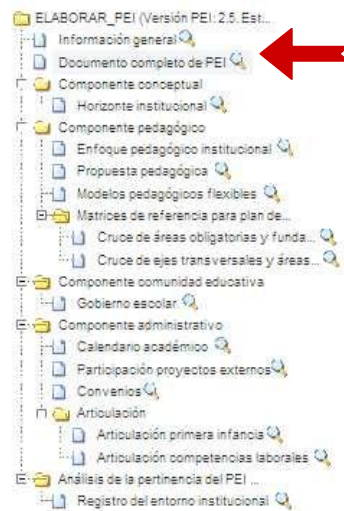 ELABORAR_PEI (Versión PEI: 2.5. Est...
Información general
Documento completo de PEI
Componente conceptual
Horizonte institucional
Componente pedagógico
Enfoque pedagógico institucional
Propuesta pedagógica
Modelos pedagógicos flexibles
Matrices de referencia para plan de...
Cruce de áreas obligatorias y funda...
Cruce de ejes transversales y áreas...
Componente comunidad educativa
Gobierno escolar
Componente administrativo
Calendario académico
Participación proyectos externos
Convenios
Articulación
Articulación primera infancia
Articulación competencias laborales
Análisis de la pertinencia del PEI ...
Registro del entorno institucional